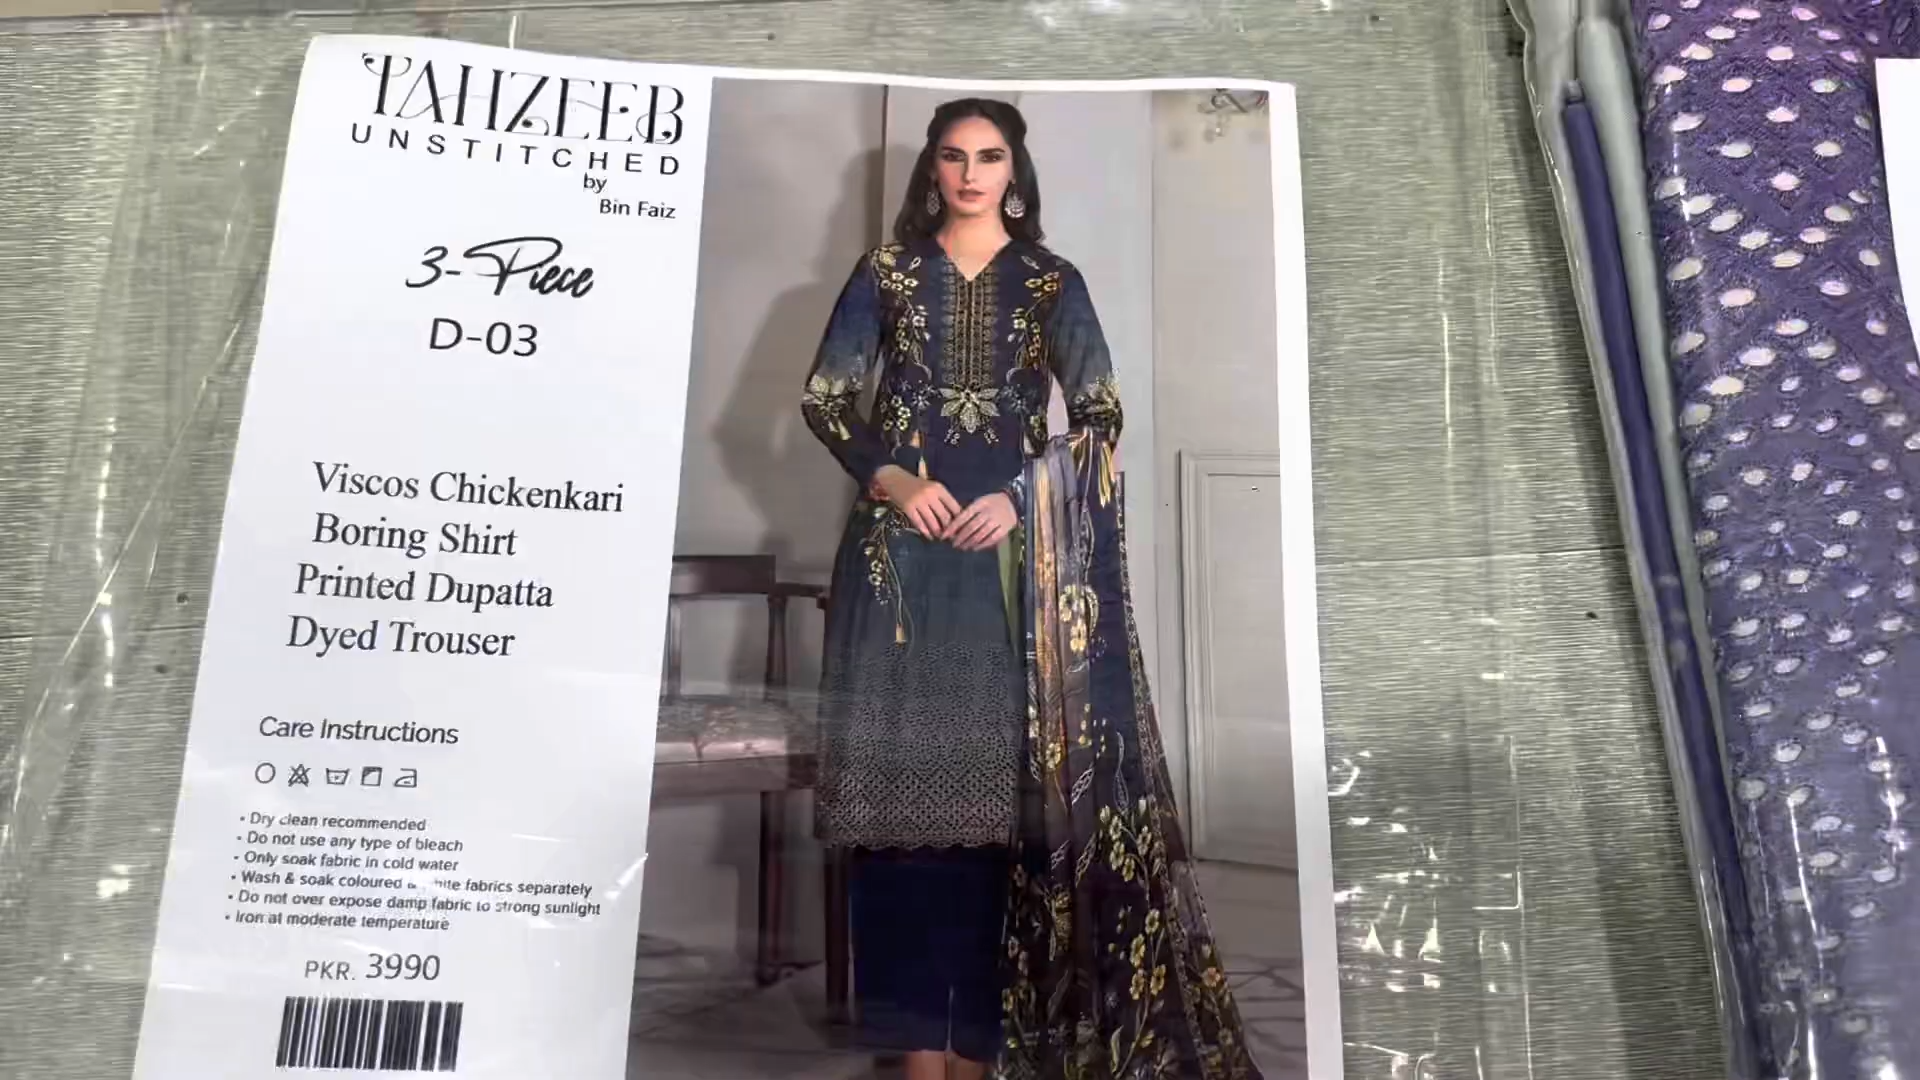 TAHZEEB
UNSTITCHED
by
Bin Faiz
3-Piece
D-03
Viscos Chickenkari
Boring Shirt
Printed Dupatta
Dyed Trouser
Care Instructions
• Dry clean recommended
• Do not use any type of bleach
• Only soak fabric in cold water
• Wash & soak coloured & white fabrics separately
• Do not over expose damp fabric to strong sunlight
• Iron at moderate temperature
PKR. 3990